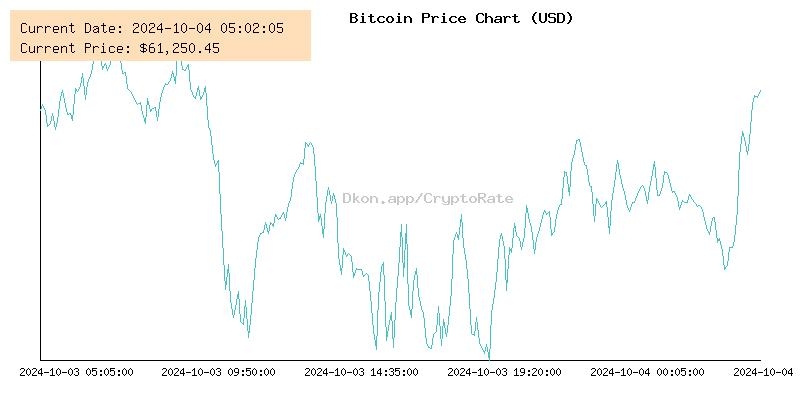 Bitcoin Price Chart (USD)
Current Date: 2024-10-04 05:02:05
Current Price: $61,250.45
Dkon.app/CryptoRate
2024-10-03 05:05:00 2024-10-03 09:50:00 2024-10-03 14:35:00 2024-10-03 19:20:00 2024-10-04 00:05:00 2024-10-04